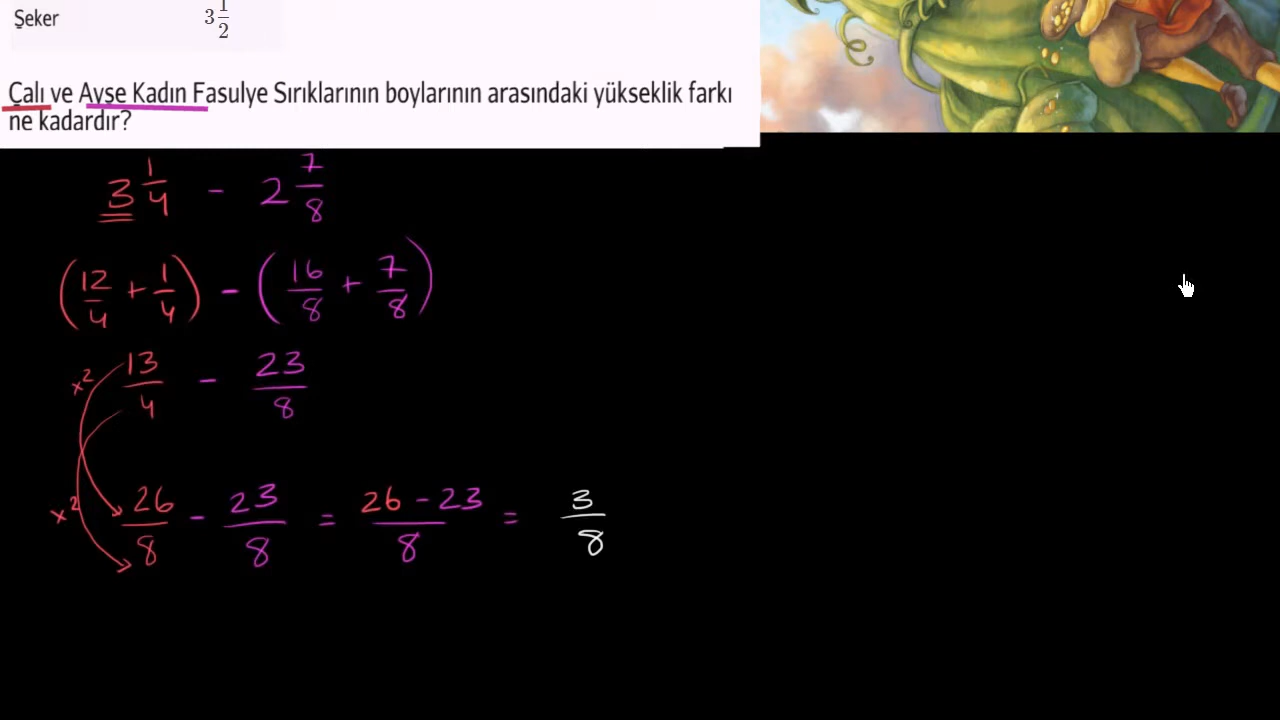 Şeker 3 1/2
Çalı ve Ayşe Kadın Fasulye Sırıklarının boylarının arasındaki yükseklik farkı
ne kadardır?
3 1/4 - 2 7/8
(12/4 + 1/4) - (16/8 + 7/8)
x2 13/4 - 23/8
x2 26/8 - 23/8 = 26 - 23/8 = 3/8